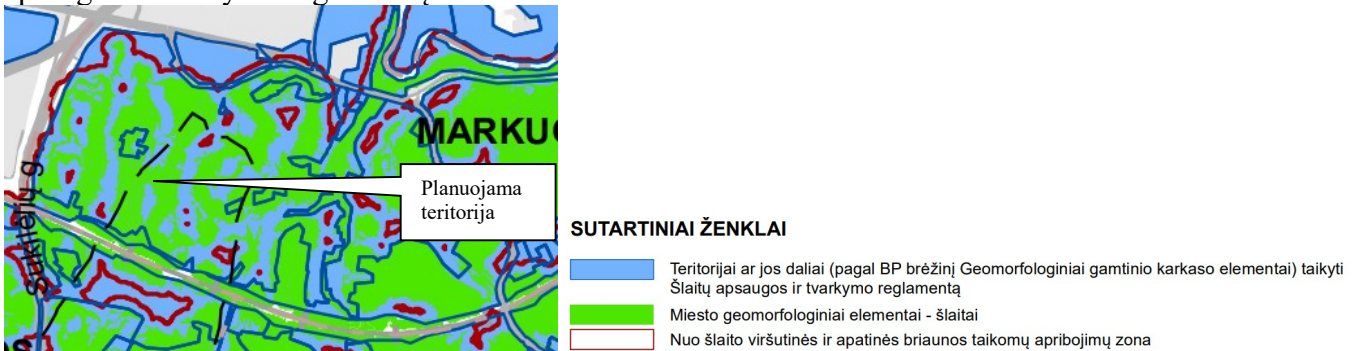 MARKUČ
Sukilėlių g
Planuojama
teritorija
SUTARTINIAI ŽENKLAI
Teritorijai ar jos daliai (pagal BP brėžinį Geomorfologiniai gamtinio karkaso elementai) taikyti
Šlaitų apsaugos ir tvarkymo reglamentą
Miesto geomorfologiniai elementai - šlaitai
Nuo šlaito viršutinės ir apatinės briaunos taikomų apribojimų zona